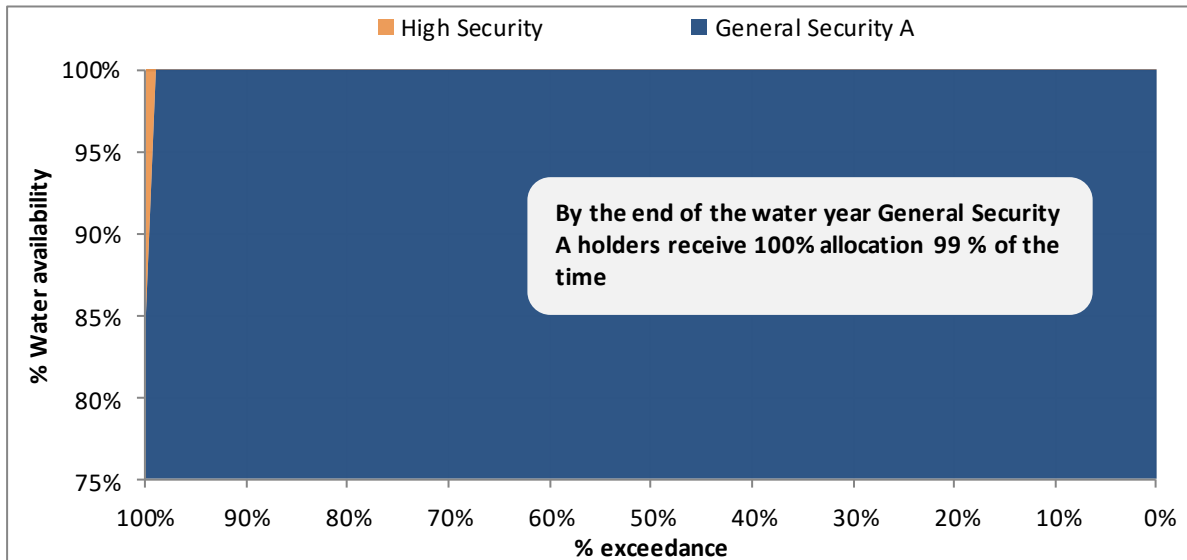 High Security General Security A
100%
95%
90%
85%
80%
75%
% Water availability
By the end of the water year General Security
A holders receive 100% allocation 99 % of the
time
100% 90% 80% 70% 60% 50% 40% 30% 20% 10% 0%
% exceedance